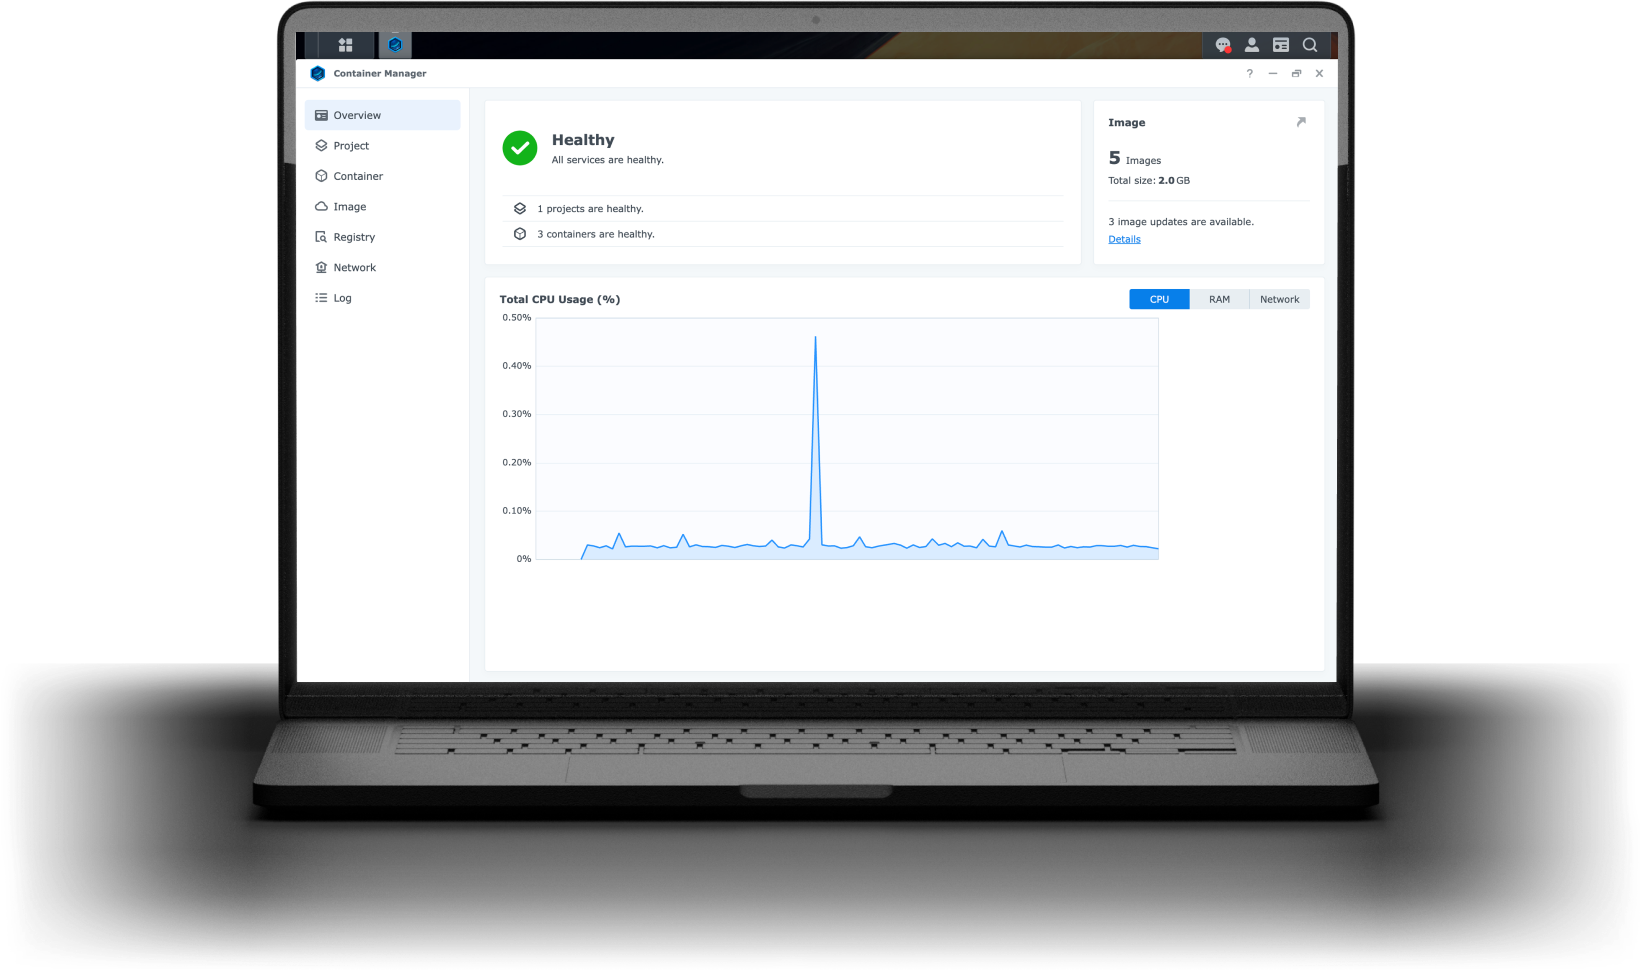 Container Manager
Overview
Project
Container
Image
Registry
Network
Log
Healthy
All services are healthy.
1 projects are healthy.
3 containers are healthy.
Image
5 Images
Total size: 2.0 GB
3 image updates are available.
Details
Total CPU Usage (%)
CPU
RAM
Network
0.50%
0.40%
0.30%
0.20%
0.10%
0%